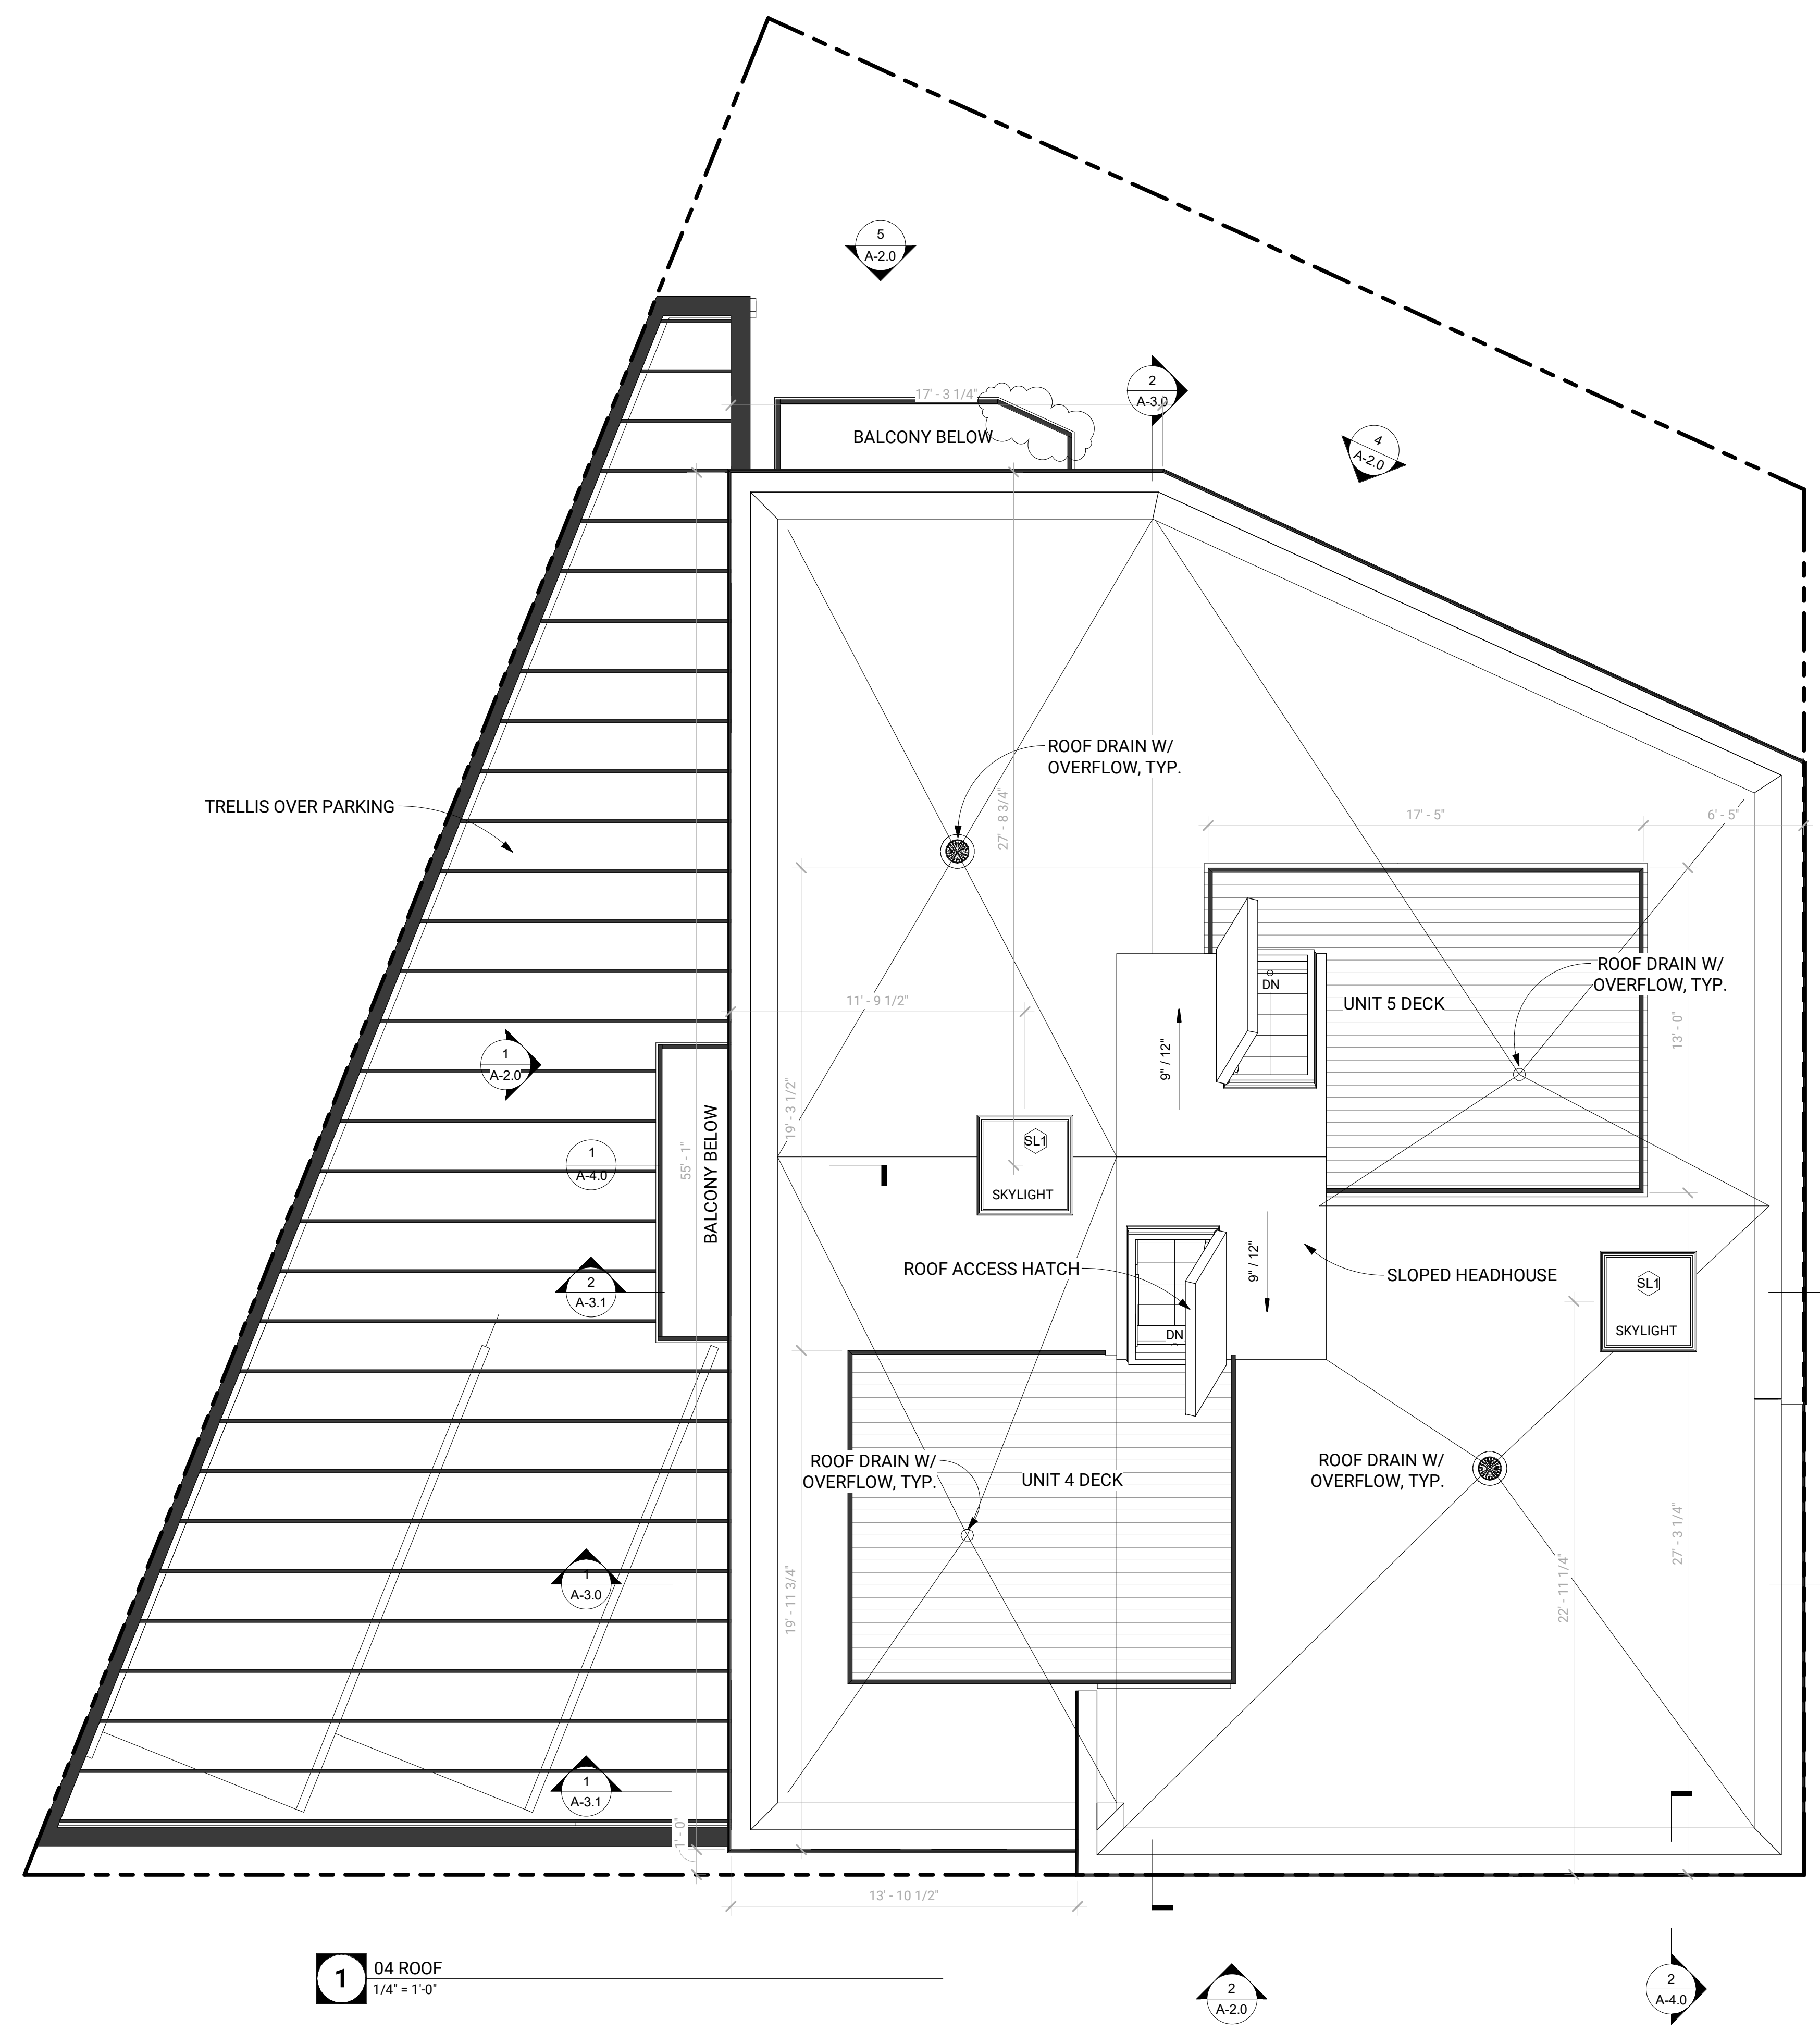 5
A-2.0
2
A-3.0
17' - 3 1/4"
BALCONY BELOW
4
A-2.0
ROOF DRAIN W/
OVERFLOW, TYP.
27' - 8 3/4"
TRELLIS OVER PARKING
17' - 5"
6' - 5"
ROOF DRAIN W/
OVERFLOW, TYP.
DN
UNIT 5 DECK
11' - 9 1/2"
13' - 0"
9" / 12"
1
A-2.0
19' - 3 1/2"
SL1
SKYLIGHT
1
A-4.0
55' - 1"
BALCONY BELOW
ROOF ACCESS HATCH
9" / 12"
SLOPED HEADHOUSE
SL1
SKYLIGHT
2
A-3.1
DN
ROOF DRAIN W/
OVERFLOW, TYP.
UNIT 4 DECK
ROOF DRAIN W/
OVERFLOW, TYP.
27' - 3 1/4"
22' - 11 1/4"
19' - 11 3/4"
1
A-3.0
1
A-3.1
1' - 0"
13' - 10 1/2"
1
04 ROOF
1/4" = 1'-0"
2
A-2.0
2
A-4.0